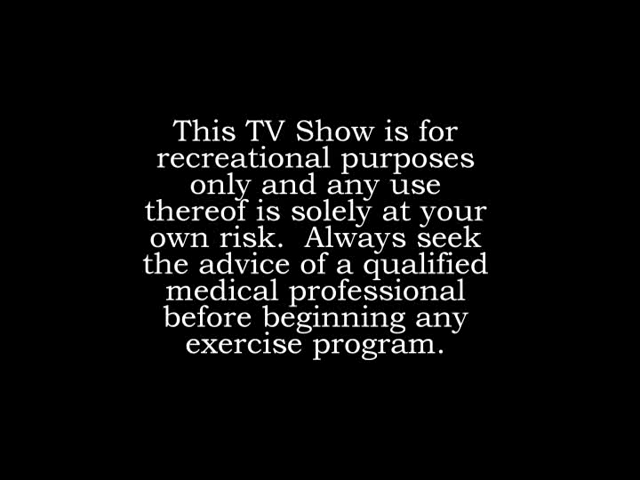 This TV Show is for
recreational purposes
only and any use
thereof is solely at your
own risk.  Always seek
the advice of a qualified
medical professional
before beginning any
exercise program.